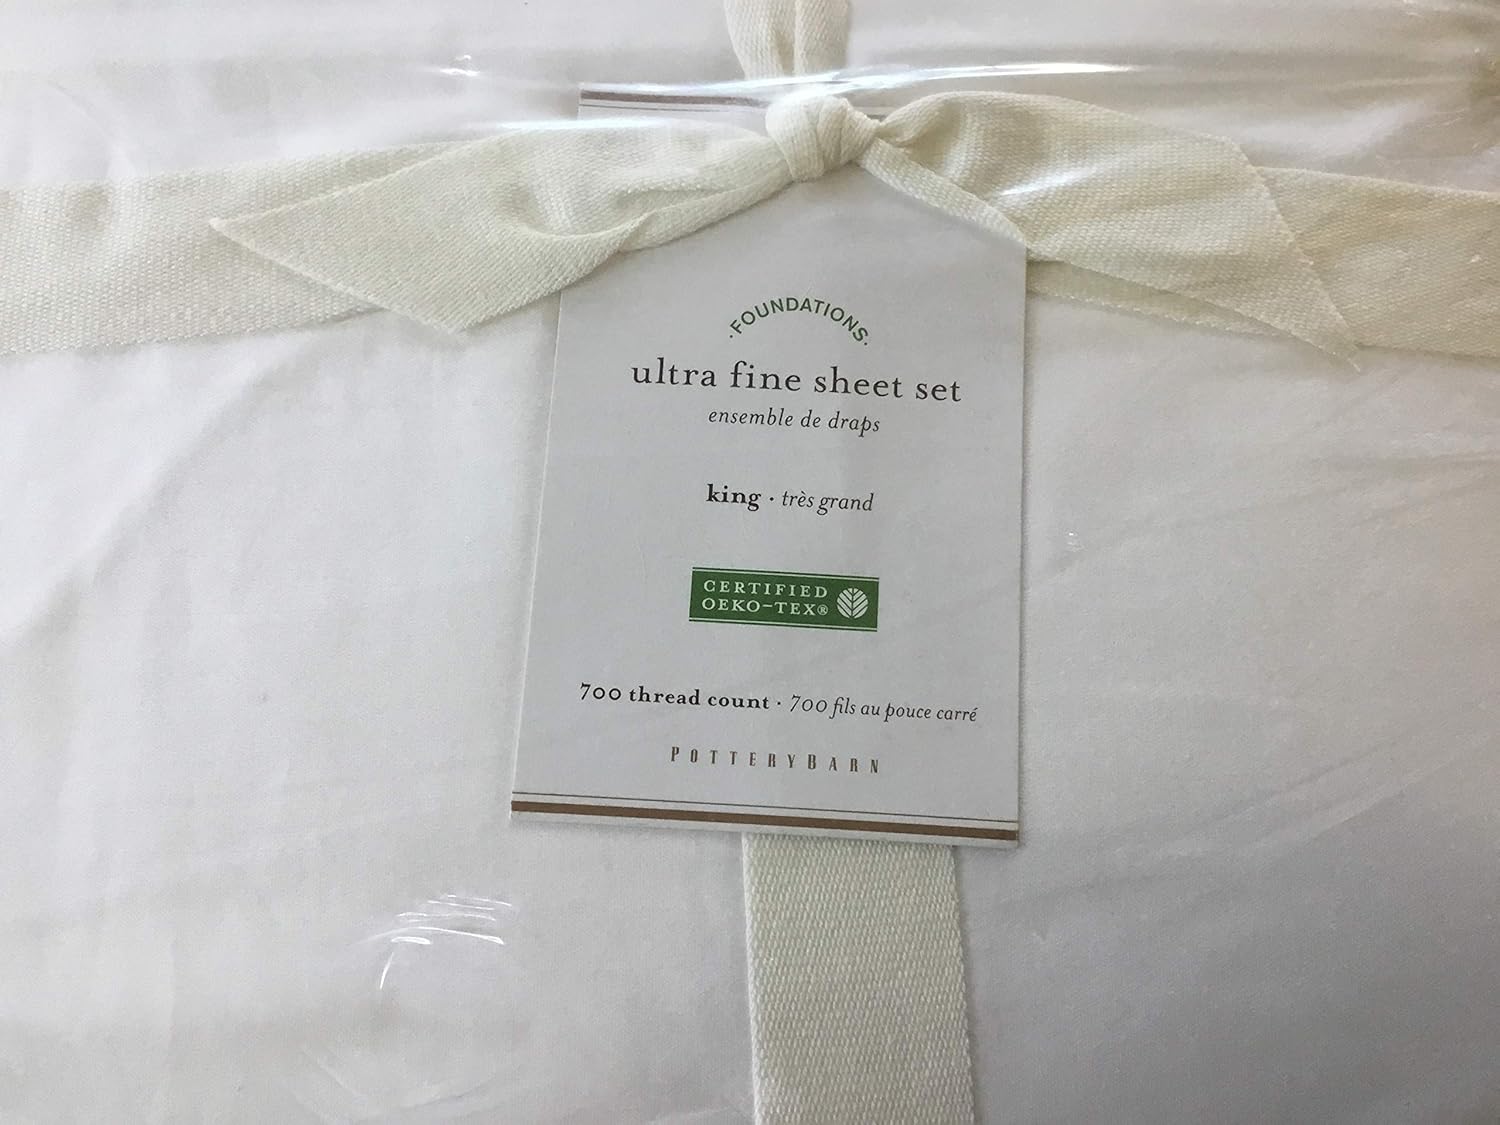 ·FOUNDATIONS·
ultra fine sheet set
ensemble de draps
king · très grand
CERTIFIED
OEKO-TEX®
700 thread count · 700 fils au pouce carré
POTTERYBARN